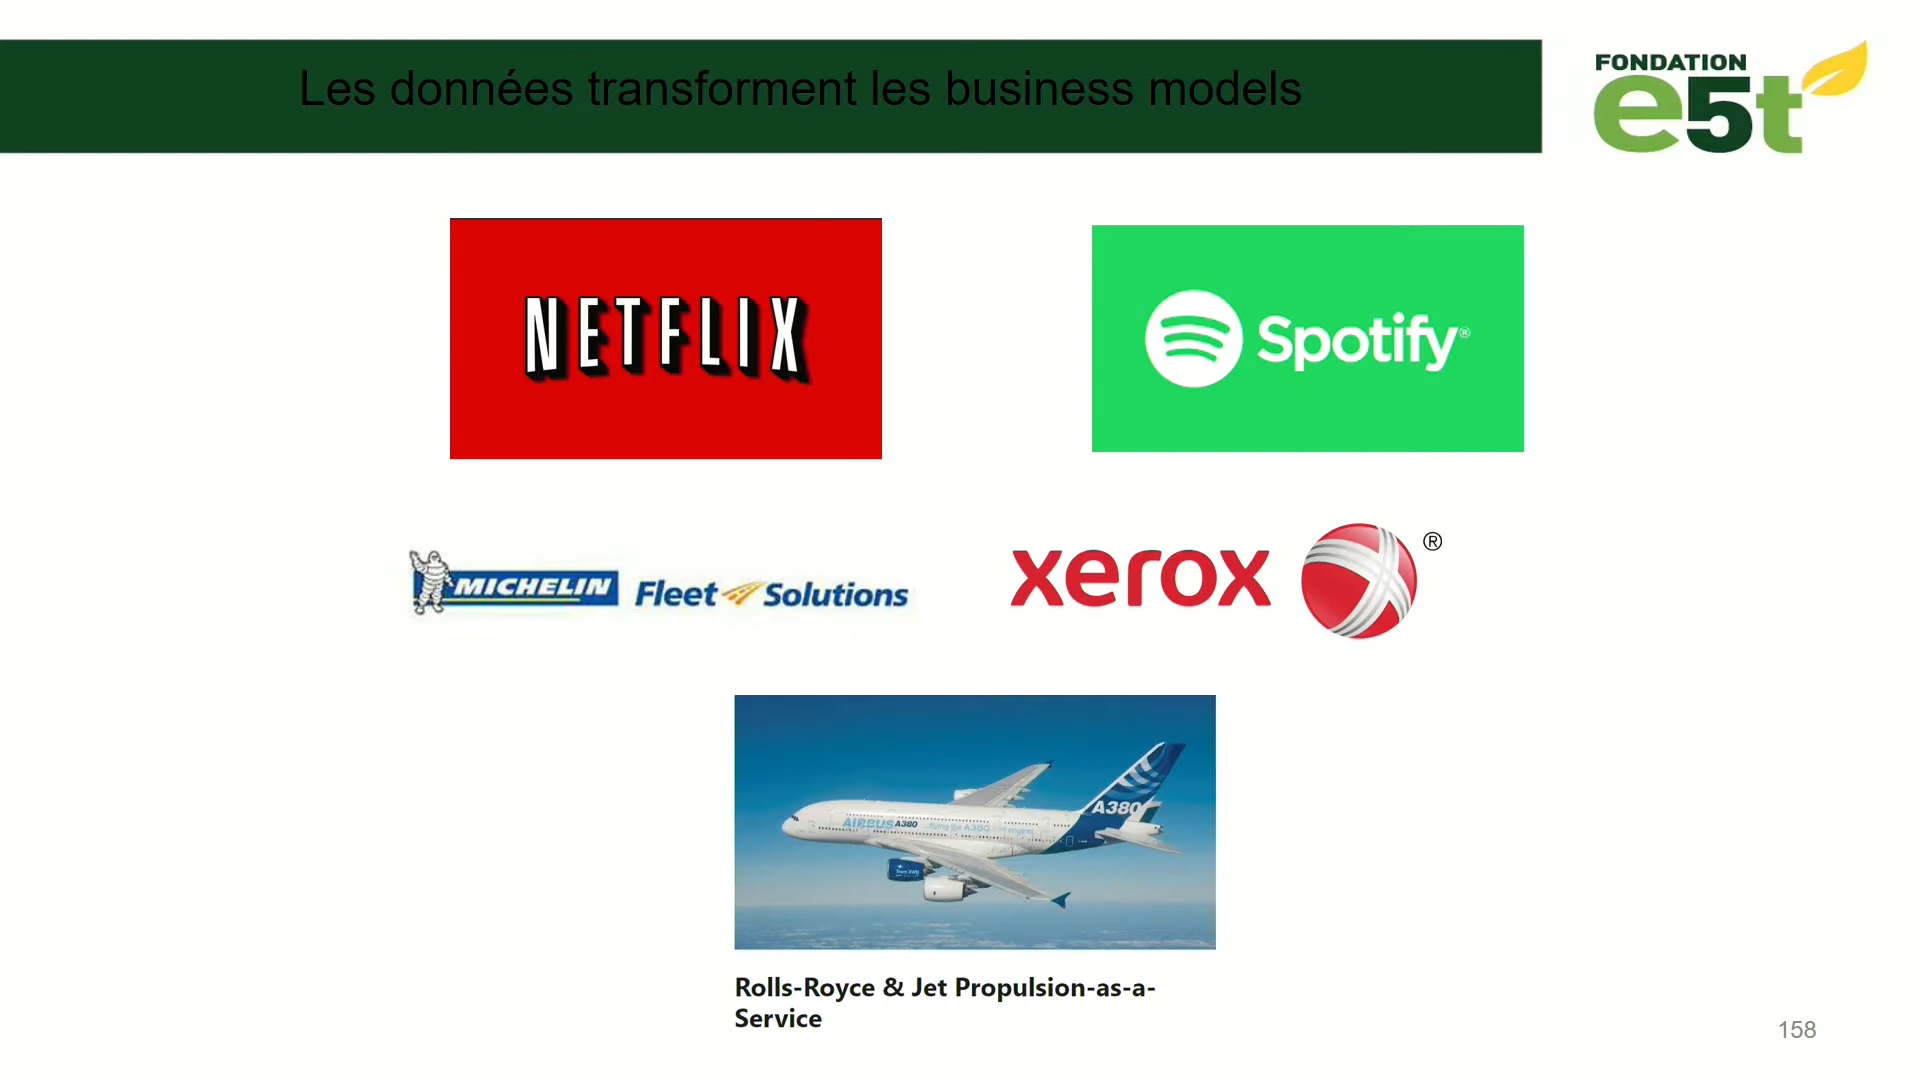 Les données transforment les business models
FONDATION
e5t
NETFLIX
Spotify®
MICHELIN Fleet Solutions
xerox ®
A380
AIRBUS A380
Rolls-Royce & Jet Propulsion-as-a-
Service
158